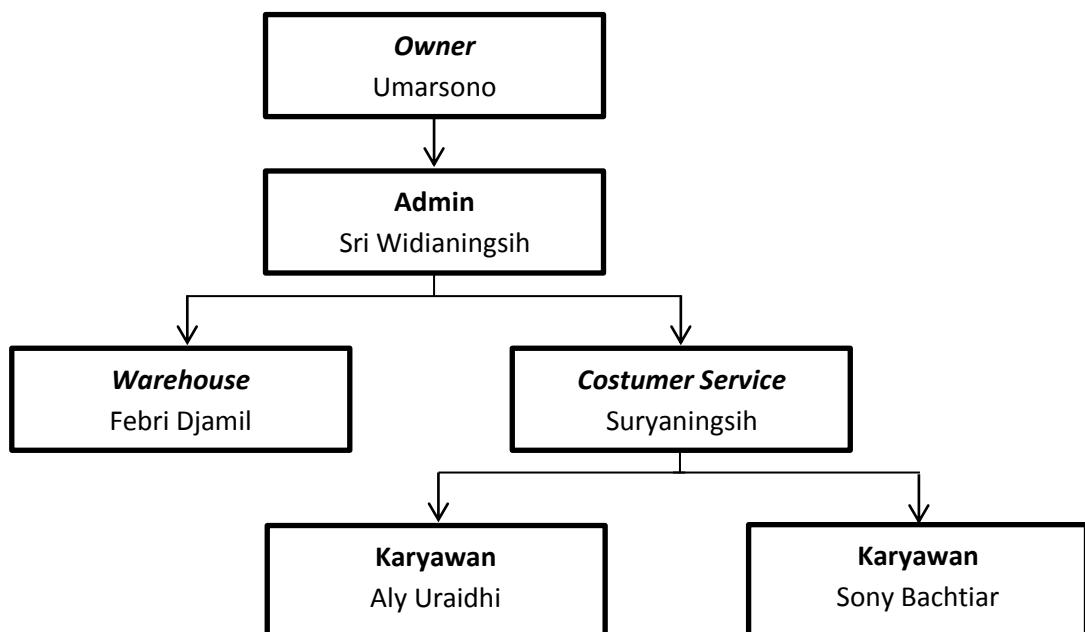 Owner
Umarsono
Admin
Sri Widianingsih
Warehouse
Febri Djamil
Costumer Service
Suryaningsih
Karyawan
Aly Uraidhi
Karyawan
Sony Bachtiar